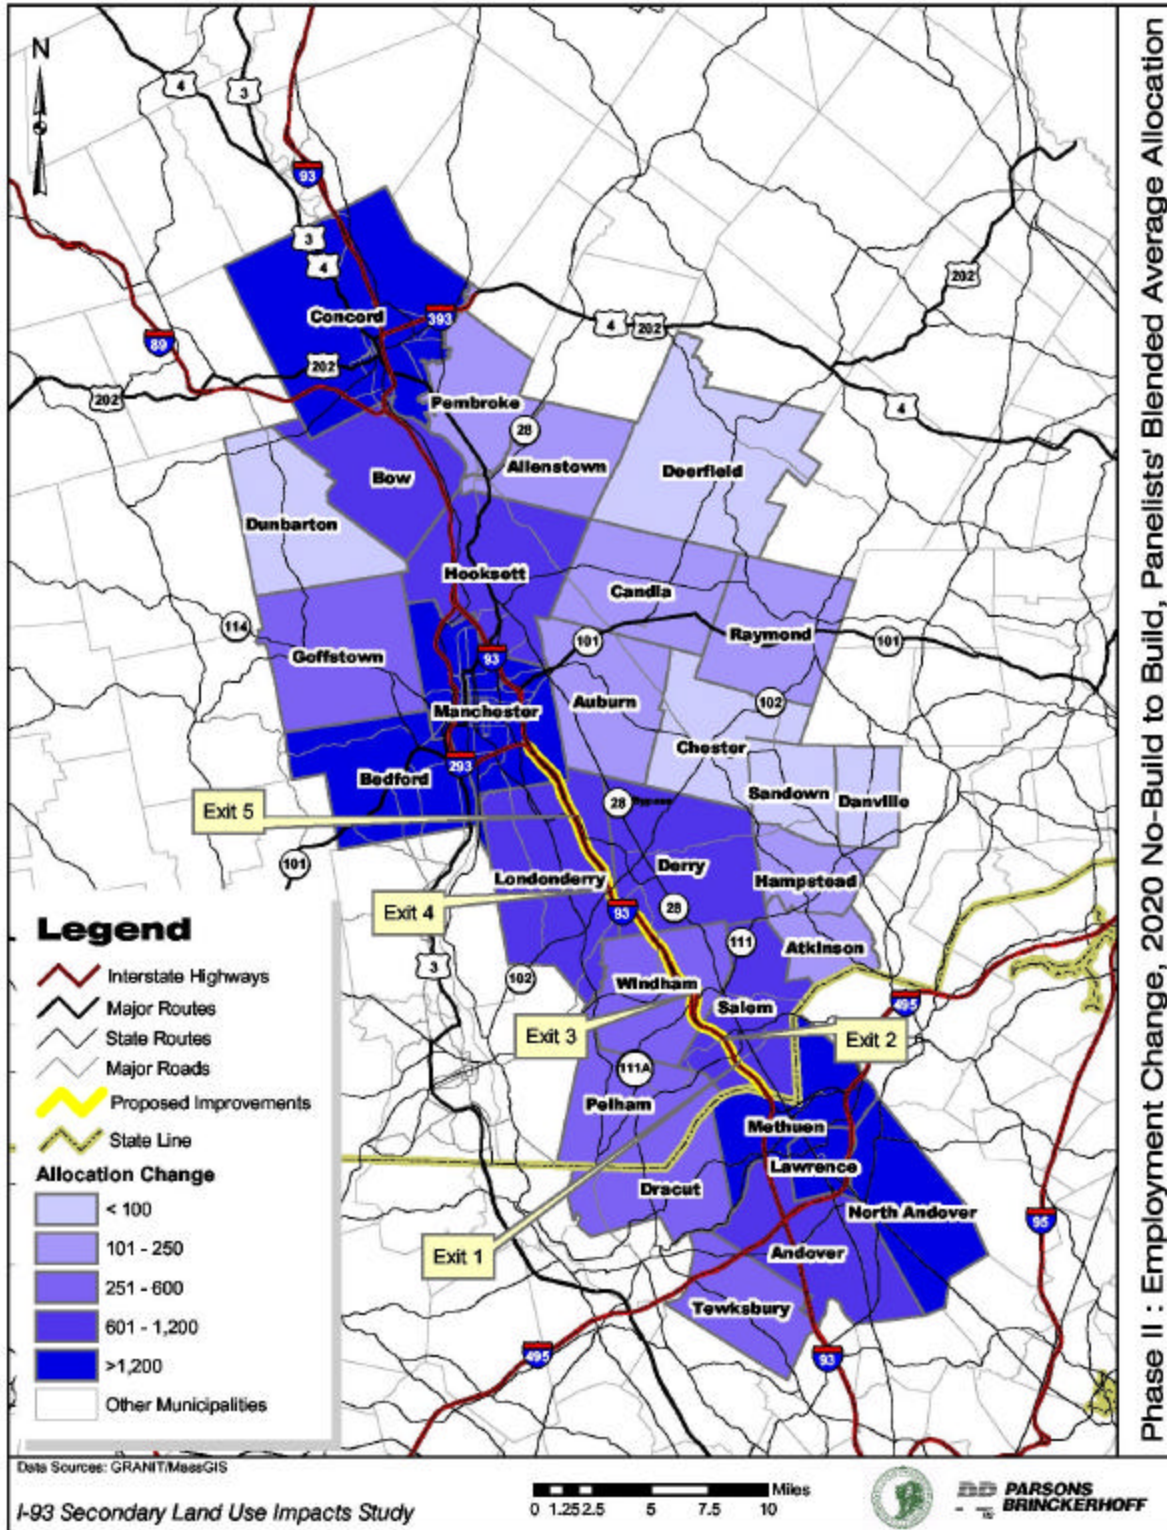 Phase II : Employment Change, 2020 No-Build to Build, Panelists' Blended Average Allocation
N
4
3
93
3
4
Concord
393
202
4
202
89
202
202
4
Pembroke
28
Allenstown
Deerfield
Bow
Dunbarton
Hooksett
Candia
114
Goffstown
93
101
Raymond
101
Auburn
102
Manchester
Chester
293
Bedford
Sandown
Danville
28 Bypass
Exit 5
101
Derry
Londonderry
Hampstead
Exit 4
93
28
111
Atkinson
3
102
Windham
Salem
495
Exit 3
Exit 2
111A
Pelham
Methuen
Lawrence
Dracut
North Andover
95
Exit 1
Andover
Tewksbury
495
93
Legend
Interstate Highways
Major Routes
State Routes
Major Roads
Proposed Improvements
State Line
Allocation Change
< 100
101 - 250
251 - 600
601 - 1,200
>1,200
Other Municipalities
Data Sources: GRANIT/MassGIS
I-93 Secondary Land Use Impacts Study
Miles
0 1.25 2.5 5 7.5 10
PARSONS
BRINCKERHOFF